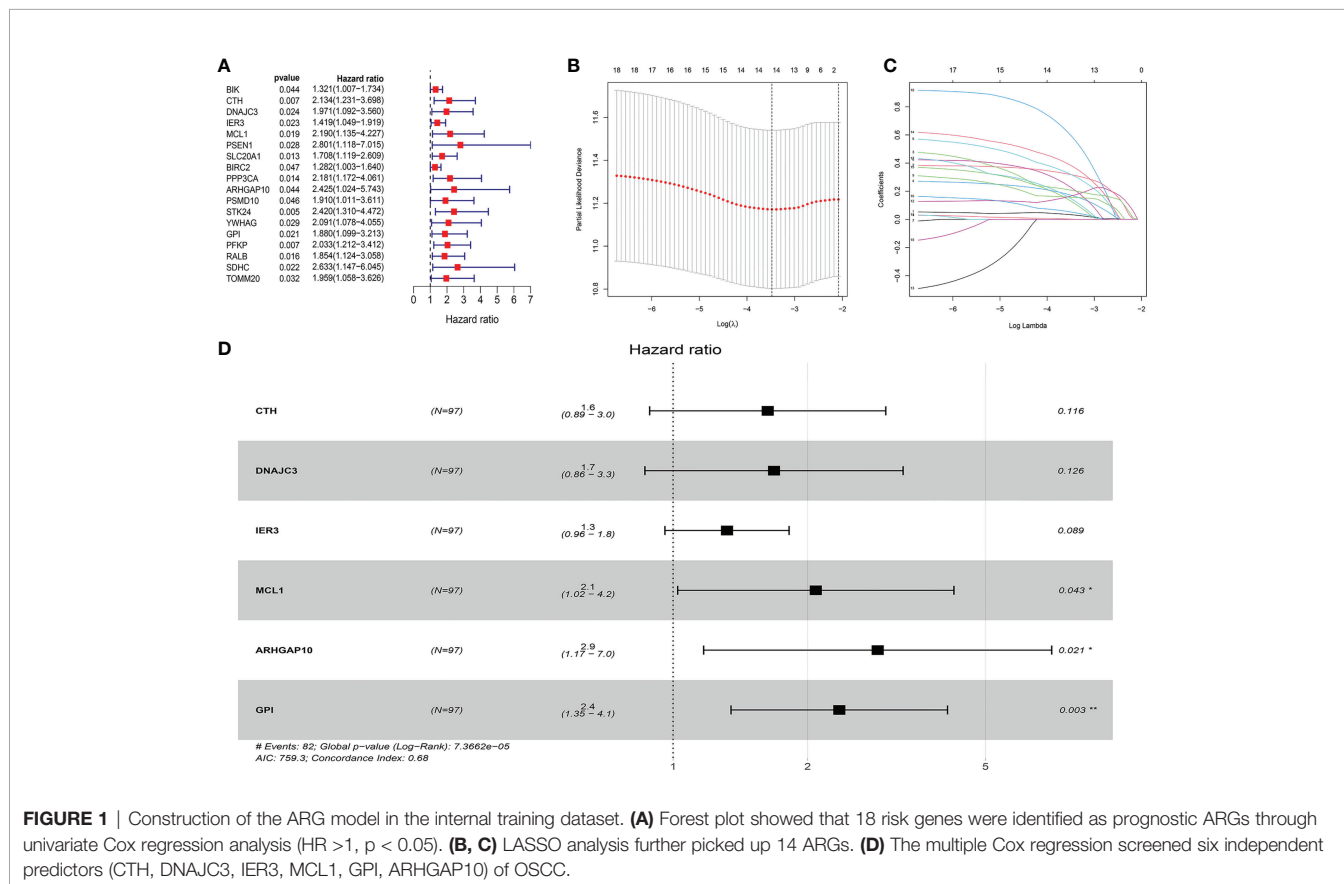 A
pvalue Hazard ratio
BIK 0.044 1.321(1.007−1.734)
CTH 0.007 2.134(1.231−3.698)
DNAJC3 0.024 1.971(1.092−3.560)
IER3 0.023 1.419(1.049−1.919)
MCL1 0.019 2.190(1.135−4.227)
PSEN1 0.028 2.801(1.118−7.015)
SLC20A1 0.013 1.708(1.119−2.609)
BIRC2 0.047 1.282(1.003−1.640)
PPP3CA 0.014 2.181(1.172−4.061)
ARHGAP10 0.044 2.425(1.024−5.743)
PSMD10 0.046 1.910(1.011−3.611)
STK24 0.005 2.420(1.310−4.472)
YWHAG 0.029 2.091(1.078−4.055)
GPI 0.021 1.880(1.099−3.213)
PFKP 0.007 2.033(1.212−3.412)
RALB 0.016 1.854(1.124−3.058)
SDHC 0.022 2.633(1.147−6.045)
TOMM20 0.032 1.959(1.058−3.626)
0 1 2 3 4 5 6 7
Hazard ratio
B
18 18 17 16 16 15 15 14 14 14 14 13 9 6 2
Partial Likelihood Deviance
11.6
11.4
11.2
11.0
10.8
−6 −5 −4 −3 −2
Log(λ)
C
17 15 14 13 0
Coefficients
0.8
0.6
0.4
0.2
0.0
−0.2
−0.4
−6 −5 −4 −3 −2
Log Lambda
D
Hazard ratio
CTH (N=97) 1.6 0.116
(0.89 − 3.0)
DNAJC3 (N=97) 1.7 0.126
(0.86 − 3.3)
IER3 (N=97) 1.3 0.089
(0.96 − 1.8)
MCL1 (N=97) 2.1 0.043 *
(1.02 − 4.2)
ARHGAP10 (N=97) 2.9 0.021 *
(1.17 − 7.0)
GPI (N=97) 2.4 0.003 **
(1.35 − 4.1)
# Events: 82; Global p−value (Log−Rank): 7.3662e−05
AIC: 759.3; Concordance Index: 0.68
1 2 5
FIGURE 1 | Construction of the ARG model in the internal training dataset. (A) Forest plot showed that 18 risk genes were identified as prognostic ARGs through
univariate Cox regression analysis (HR >1, p < 0.05). (B, C) LASSO analysis further picked up 14 ARGs. (D) The multiple Cox regression screened six independent
predictors (CTH, DNAJC3, IER3, MCL1, GPI, ARHGAP10) of OSCC.